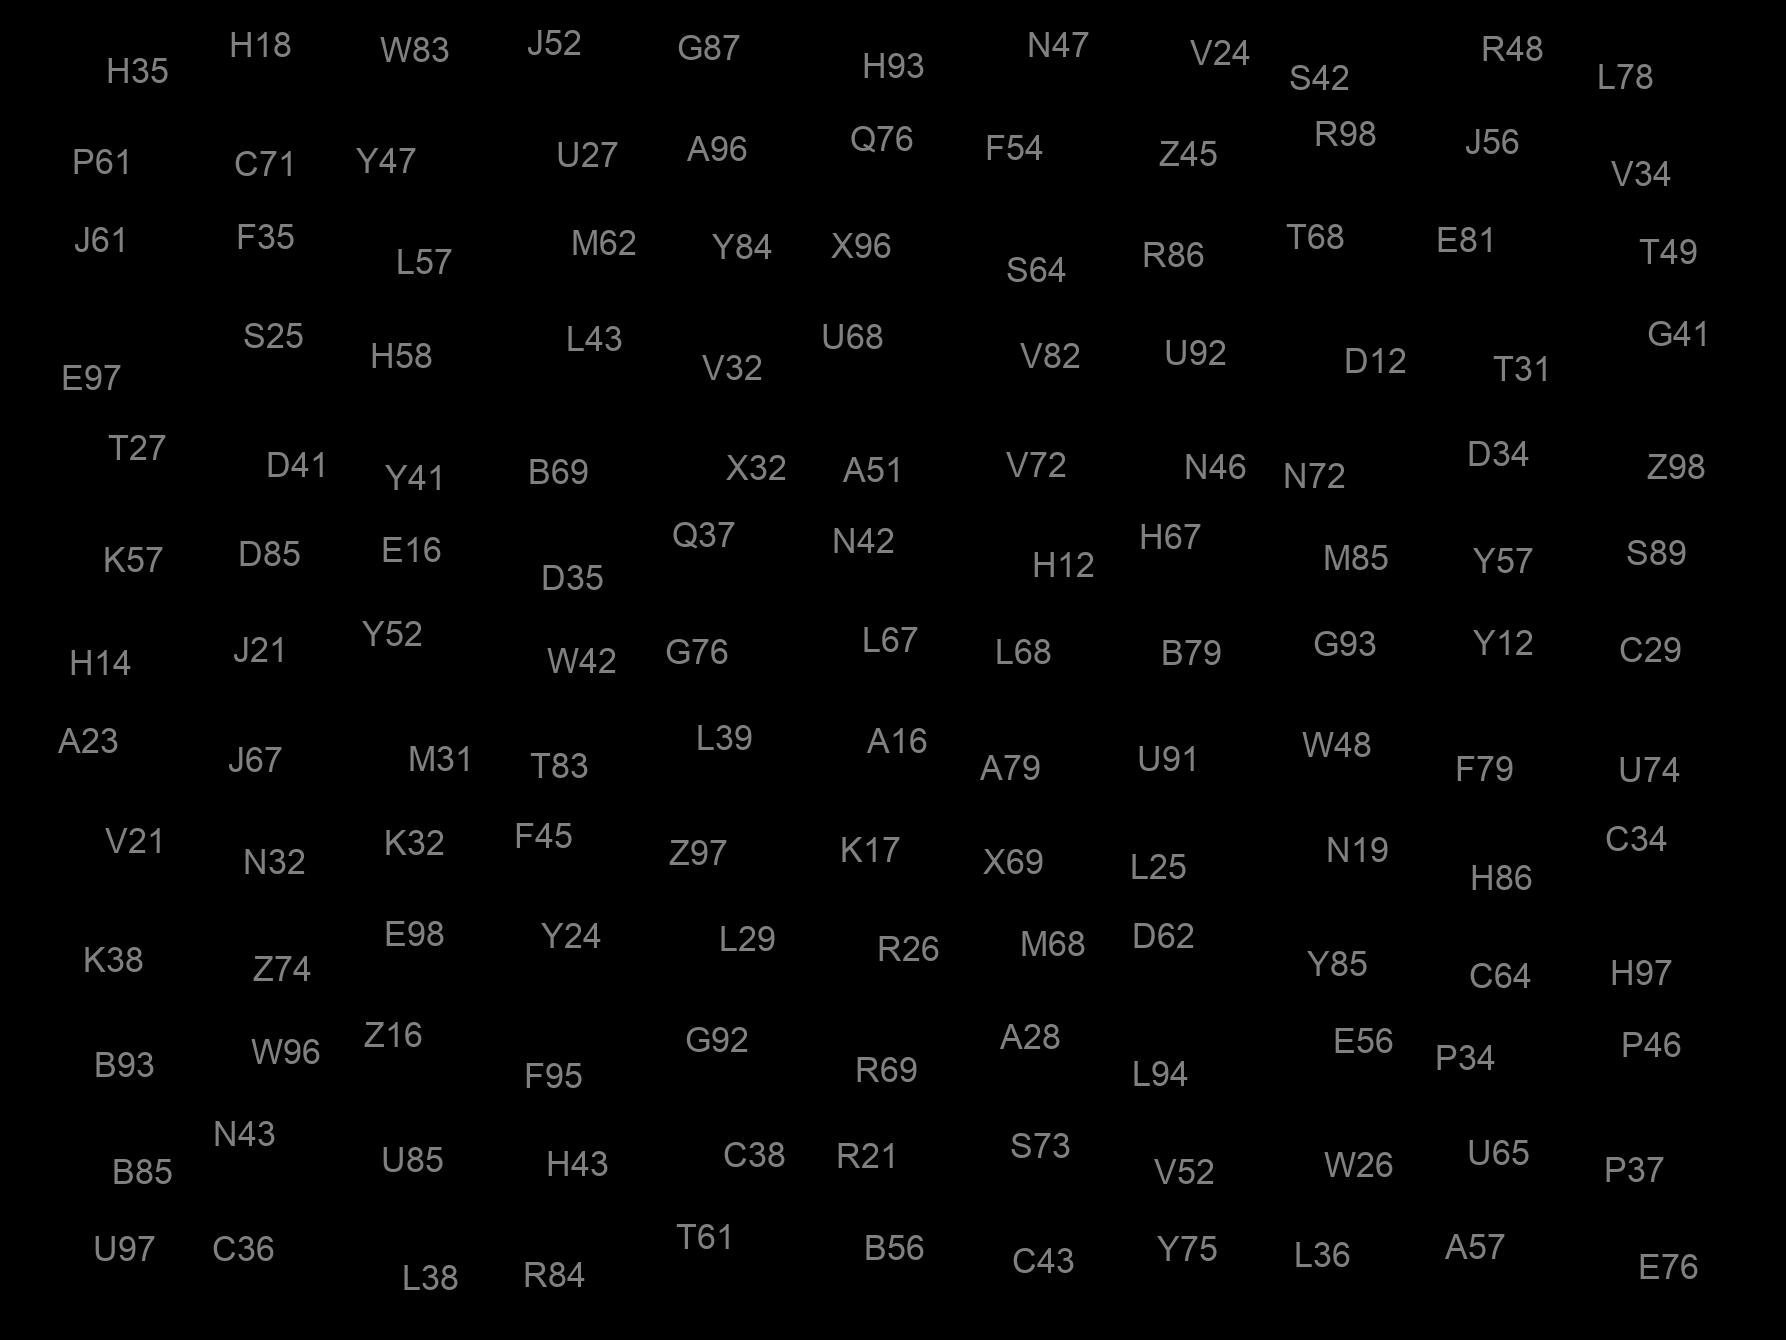 H35 H18 W83 J52 G87 H93 N47 V24 S42 R48 L78
P61 C71 Y47 U27 A96 Q76 F54 Z45 R98 J56 V34
J61 F35 L57 M62 Y84 X96 S64 R86 T68 E81 T49
E97 S25 H58 L43 V32 U68 V82 U92 D12 T31 G41
T27 D41 Y41 B69 X32 A51 V72 N46 N72 D34 Z98
K57 D85 E16 D35 Q37 N42 H12 H67 M85 Y57 S89
H14 J21 Y52 W42 G76 L67 L68 B79 G93 Y12 C29
A23 J67 M31 T83 L39 A16 A79 U91 W48 F79 U74
V21 N32 K32 F45 Z97 K17 X69 L25 N19 H86 C34
K38 Z74 E98 Y24 L29 R26 M68 D62 Y85 C64 H97
B93 W96 Z16 F95 G92 R69 A28 L94 E56 P34 P46
B85 N43 U85 H43 C38 R21 S73 V52 W26 U65 P37
U97 C36 L38 R84 T61 B56 C43 Y75 L36 A57 E76